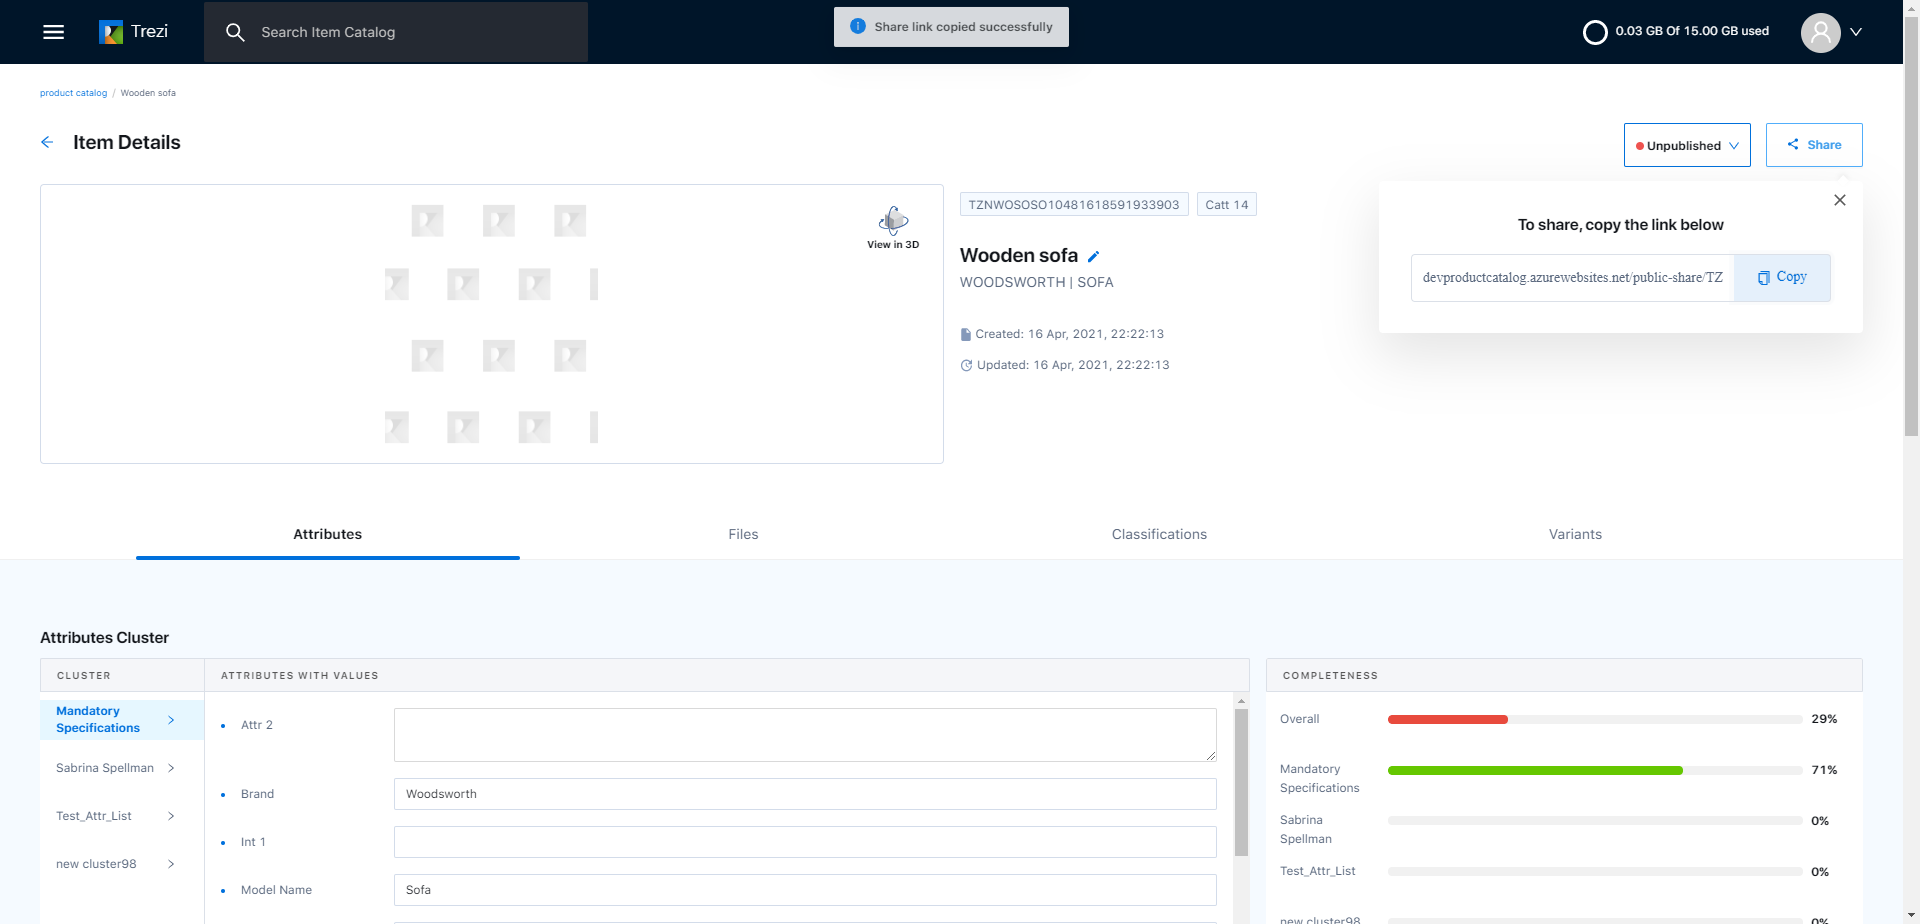 Trezi
Search Item Catalog
Share link copied successfully
0.03 GB Of 15.00 GB used
product catalog / Wooden sofa
Item Details
Unpublished
Share
View in 3D
TZNWOSOSO10481618591933903
Catt 14
Wooden sofa
WOODSWORTH | SOFA
Created: 16 Apr, 2021, 22:22:13
Updated: 16 Apr, 2021, 22:22:13
To share, copy the link below
devproductcatalog.azurewebsites.net/public-share/TZ
Copy
Attributes
Files
Classifications
Variants
Attributes Cluster
CLUSTER
ATTRIBUTES WITH VALUES
COMPLETENESS
Mandatory
Specifications
Sabrina Spellman
Test_Attr_List
new cluster98
Attr 2
Brand
Woodsworth
Int 1
Model Name
Sofa
Overall
29%
Mandatory
Specifications
71%
Sabrina
Spellman
0%
Test_Attr_List
0%
new cluster98
0%